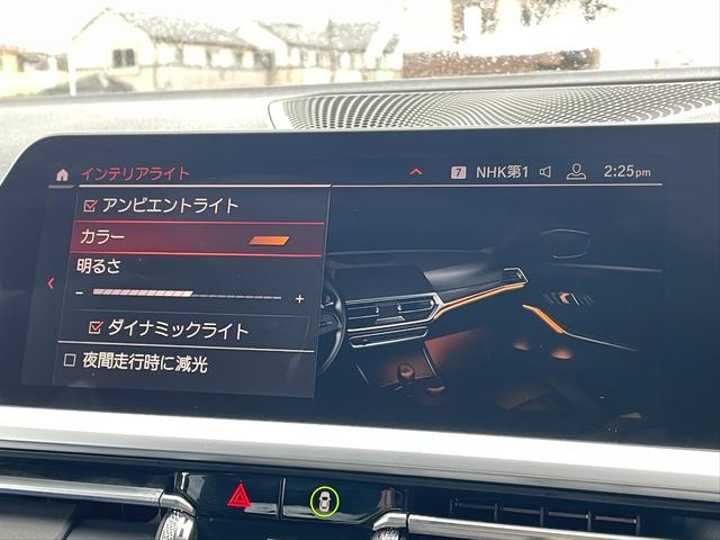 インテリアライト
7 NHK第1 2:25pm
アンビエントライト
カラー
明るさ
- +
ダイナミックライト
夜間走行時に減光